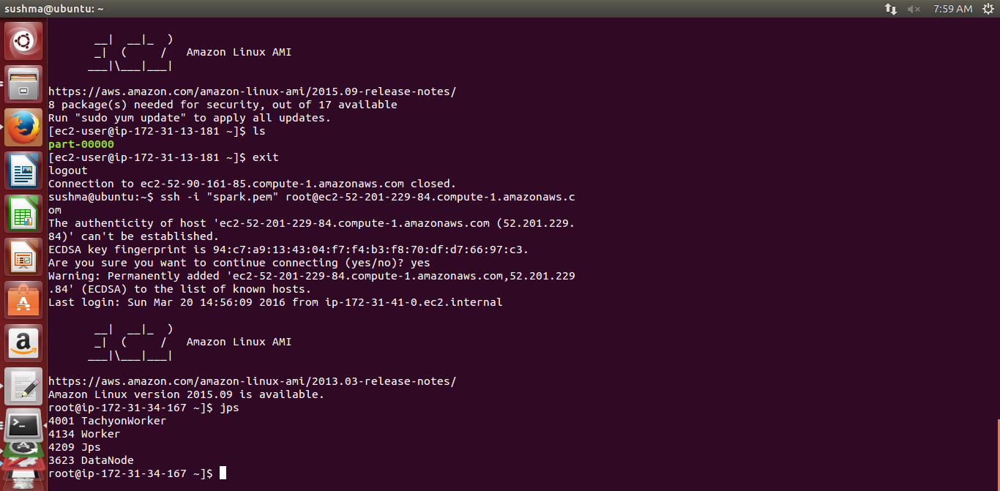 sushma@ubuntu: ~
7:59 AM
__|  __|_  )
_|  (     /   Amazon Linux AMI
___|\___|___|
https://aws.amazon.com/amazon-linux-ami/2015.09-release-notes/
8 package(s) needed for security, out of 17 available
Run "sudo yum update" to apply all updates.
[ec2-user@ip-172-31-13-181 ~]$ ls
part-00000
[ec2-user@ip-172-31-13-181 ~]$ exit
logout
Connection to ec2-52-90-161-85.compute-1.amazonaws.com closed.
sushma@ubuntu:~$ ssh -i "spark.pem" root@ec2-52-201-229-84.compute-1.amazonaws.c
om
The authenticity of host 'ec2-52-201-229-84.compute-1.amazonaws.com (52.201.229.
84)' can't be established.
ECDSA key fingerprint is 94:c7:a9:13:43:04:f7:f4:b3:f8:70:df:d7:66:97:c3.
Are you sure you want to continue connecting (yes/no)? yes
Warning: Permanently added 'ec2-52-201-229-84.compute-1.amazonaws.com,52.201.229
.84' (ECDSA) to the list of known hosts.
Last login: Sun Mar 20 14:56:09 2016 from ip-172-31-41-0.ec2.internal
__|  __|_  )
_|  (     /   Amazon Linux AMI
___|\___|___|
https://aws.amazon.com/amazon-linux-ami/2013.03-release-notes/
Amazon Linux version 2015.09 is available.
root@ip-172-31-34-167 ~]$ jps
4001 TachyonWorker
4134 Worker
4209 Jps
3623 DataNode
root@ip-172-31-34-167 ~]$